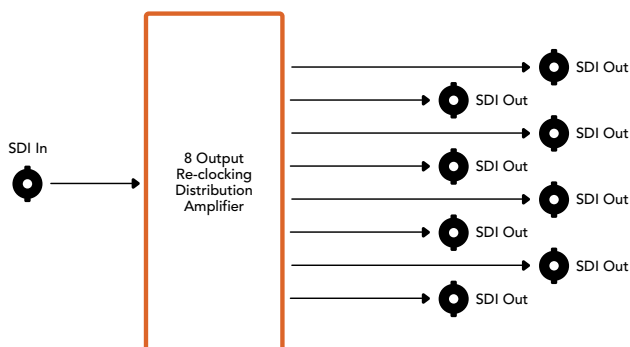 SDI In
8 Output
Re-clocking
Distribution
Amplifier
SDI Out
SDI Out
SDI Out
SDI Out
SDI Out
SDI Out
SDI Out
SDI Out